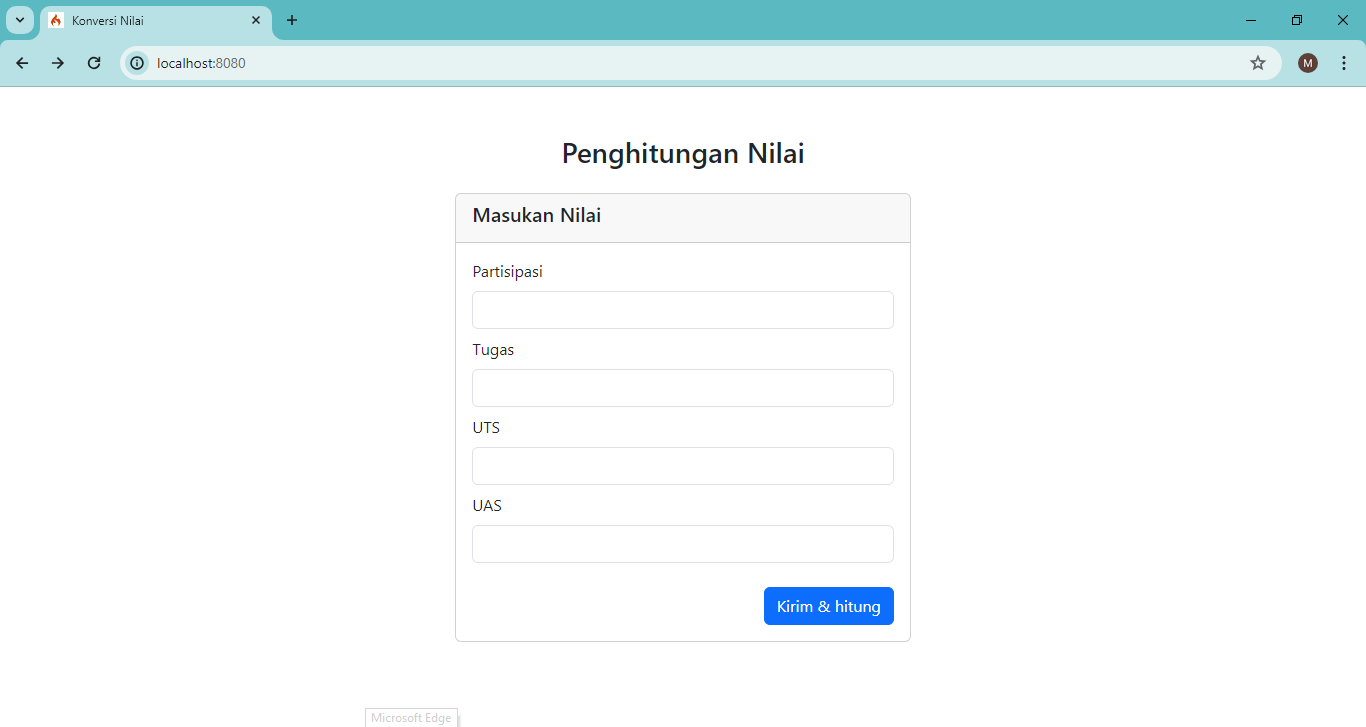 Konversi Nilai
localhost:8080
M
Penghitungan Nilai
Masukan Nilai
Partisipasi
Tugas
UTS
UAS
Kirim & hitung
Microsoft Edge